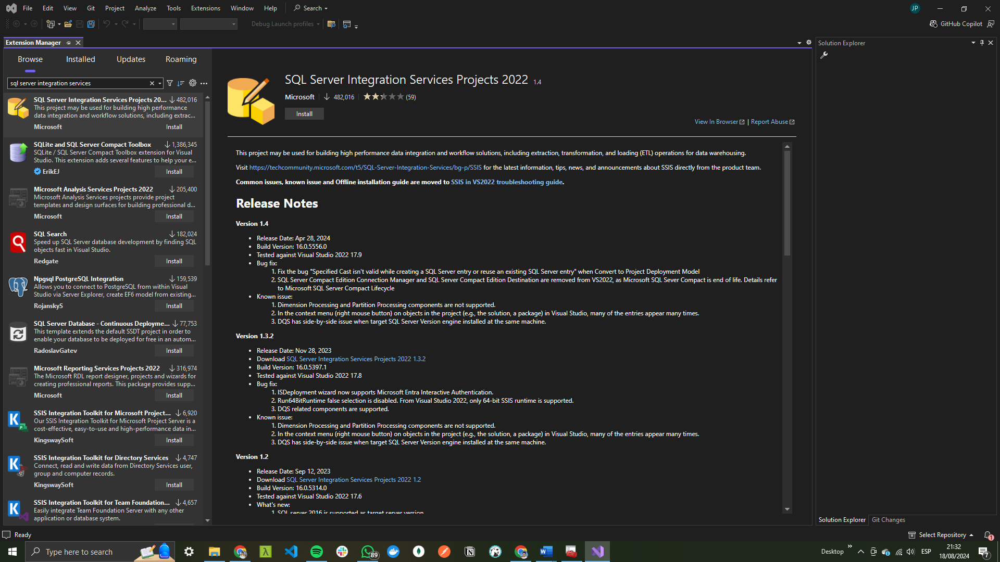 File Edit View Git Project Analyze Tools Extensions Window Help Search JP
Debug Launch profiles GitHub Copilot
Extension Manager
Solution Explorer
Browse Installed Updates Roaming
sql server integration services
SQL Server Integration Services Projects 20... 482,016
This project may be used for building high performance
data integration and workflow solutions, including extrac...
Microsoft Install
SQLite and SQL Server Compact Toolbox 1,386,345
SQLite / SQL Server Compact Toolbox extension for Visual
Studio. This extension adds several features to help your e...
ErikEJ Install
Microsoft Analysis Services Projects 2022 205,400
Microsoft Analysis Services projects provide project
templates and design surfaces for building professional d...
Microsoft Install
SQL Search 182,024
Speed up SQL Server database development by finding SQL
objects fast in Visual Studio.
Redgate Install
Npgsql PostgreSQL Integration 159,539
Allows you to connect to PostgreSQL from within Visual
Studio via Server Explorer, create EF6 model from existing...
RojanskyS Install
SQL Server Database - Continuous Deployme... 77,753
This template extends the default SSDT project in order to
enable your database to be deployed for free in an autom...
RadoslavGatev Install
Microsoft Reporting Services Projects 2022 316,974
The Microsoft RDL report designer, projects and wizards for
creating professional reports. This package provides supp...
Microsoft Install
SSIS Integration Toolkit for Microsoft Project... 6,920
Our SSIS Integration Toolkit for Microsoft Project Server is a
cost-effective, easy-to-use and high-performance data in...
KingswaySoft Install
SSIS Integration Toolkit for Directory Services 4,747
Connect, read and write data from Directory Services user,
group and computer records.
KingswaySoft Install
SSIS Integration Toolkit for Team Foundation... 4,657
Easily integrate Team Foundation Server with any other
application or database system.
SQL Server Integration Services Projects 2022 1.4
Microsoft 482,016 (59)
Install
View In Browser | Report Abuse
This project may be used for building high performance data integration and workflow solutions, including extraction, transformation, and loading (ETL) operations for data warehousing.
Visit https://techcommunity.microsoft.com/t5/SQL-Server-Integration-Services/bg-p/SSIS for the latest information, tips, news, and announcements about SSIS directly from the product team.
Common issues, known issue and Offline installation guide are moved to SSIS in VS2022 troubleshooting guide.
Release Notes
Version 1.4
• Release Date: Apr 28, 2024
• Build Version: 16.0.5556.0
• Tested against Visual Studio 2022 17.9
• Bug fix:
1. Fix the bug "Specified Cast isn't valid while creating a SQL Server entry or reuse an existing SQL Server entry" when Convert to Project Deployment Model
2. SQL Server Compact Edition Connection Manager and SQL Server Compact Edition Destination are removed from VS2022, as Microsoft SQL Sever Compact is end of life. Details refer
to Microsoft SQL Server Compact Lifecycle
• Known issue:
1. Dimension Processing and Partition Processing components are not supported.
2. In the context menu (right mouse button) on objects in the project (e.g., the solution, a package) in Visual Studio, many of the entries appear many times.
3. DQS has side-by-side issue when target SQL Server Version engine installed at the same machine.
Version 1.3.2
• Release Date: Nov 28, 2023
• Download SQL Server Integration Services Projects 2022 1.3.2
• Build Version: 16.0.5397.1
• Tested against Visual Studio 2022 17.8
• Bug fix:
1. ISDeployment wizard now supports Microsoft Entra Interactive Authentication.
2. Run64BitRuntime false selection is disabled. From Visual Studio 2022, only 64-bit SSIS runtime is supported.
3. DQS related components are supported.
• Known issue:
1. Dimension Processing and Partition Processing components are not supported.
2. In the context menu (right mouse button) on objects in the project (e.g., the solution, a package) in Visual Studio, many of the entries appear many times.
3. DQS has side-by-side issue when target SQL Server Version engine installed at the same machine.
Version 1.2
• Release Date: Sep 12, 2023
• Download SQL Server Integration Services Projects 2022 1.2
• Build Version: 16.0.5314.0
• Tested against Visual Studio 2022 17.6
• What's new:
1. SQL server 2016 is supported as target server version
Solution Explorer Git Changes
Ready Select Repository 1
Type here to search 89 Desktop ESP 21:32
18/08/2024 7